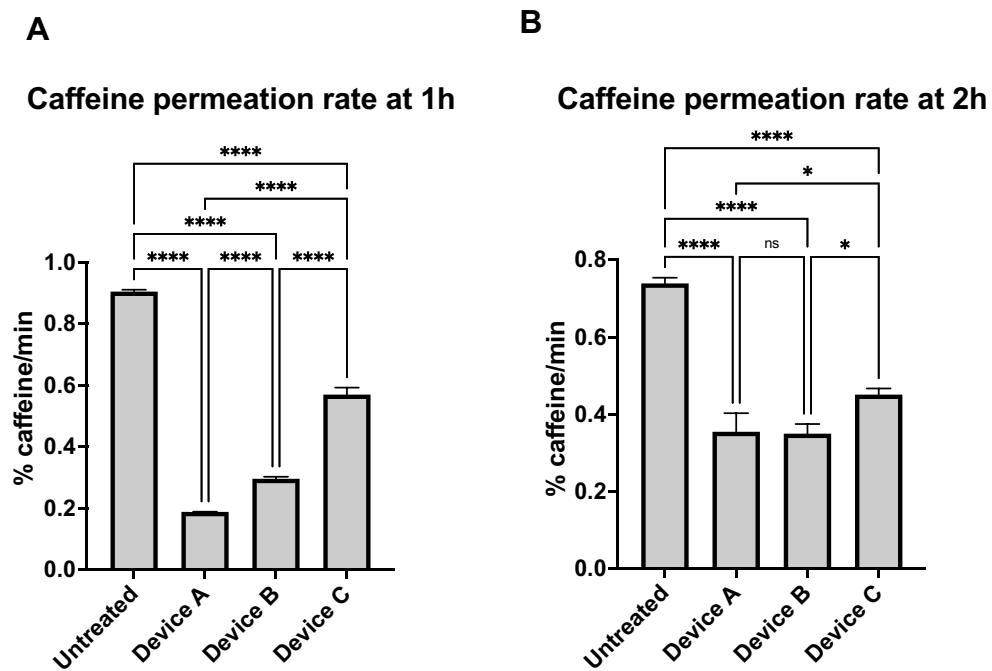 A
Caffeine permeation rate at 1h
****
****
****
**** **** ****
1.0
0.8
0.6
0.4
0.2
0.0
% caffeine/min
Untreated
Device A
Device B
Device C
B
Caffeine permeation rate at 2h
****
*
****
**** ns *
0.8
0.6
0.4
0.2
0.0
% caffeine/min
Untreated
Device A
Device B
Device C